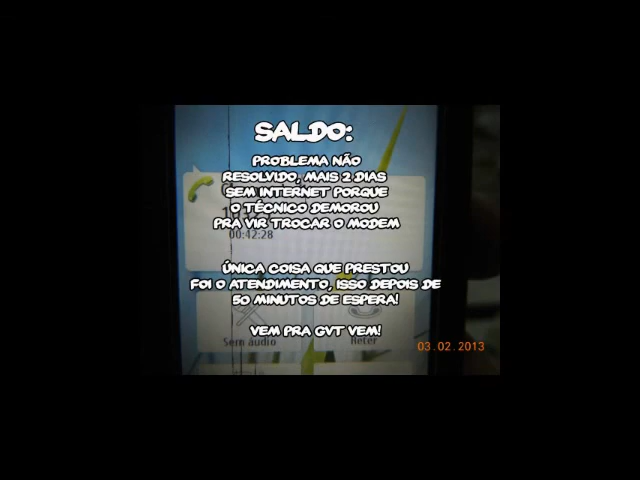 SALDO:
PROBLEMA NÃO
RESOLVIDO, MAIS 2 DIAS
SEM INTERNET PORQUE
O TÉCNICO DEMOROU
PRA VIR TROCAR O MODEM
00:42:28
ÚNICA COISA QUE PRESTOU
FOI O ATENDIMENTO, ISSO DEPOIS DE
50 MINUTOS DE ESPERA!
VEM PRA GVT VEM!
Sem áudio
Reter
03.02.2013